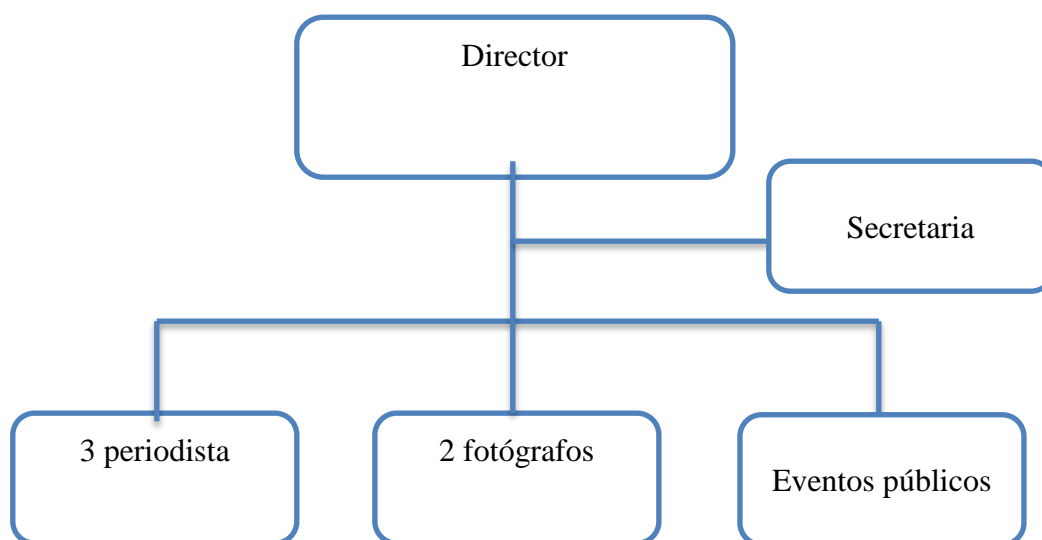 Director
Secretaria
3 periodista
2 fotógrafos
Eventos públicos